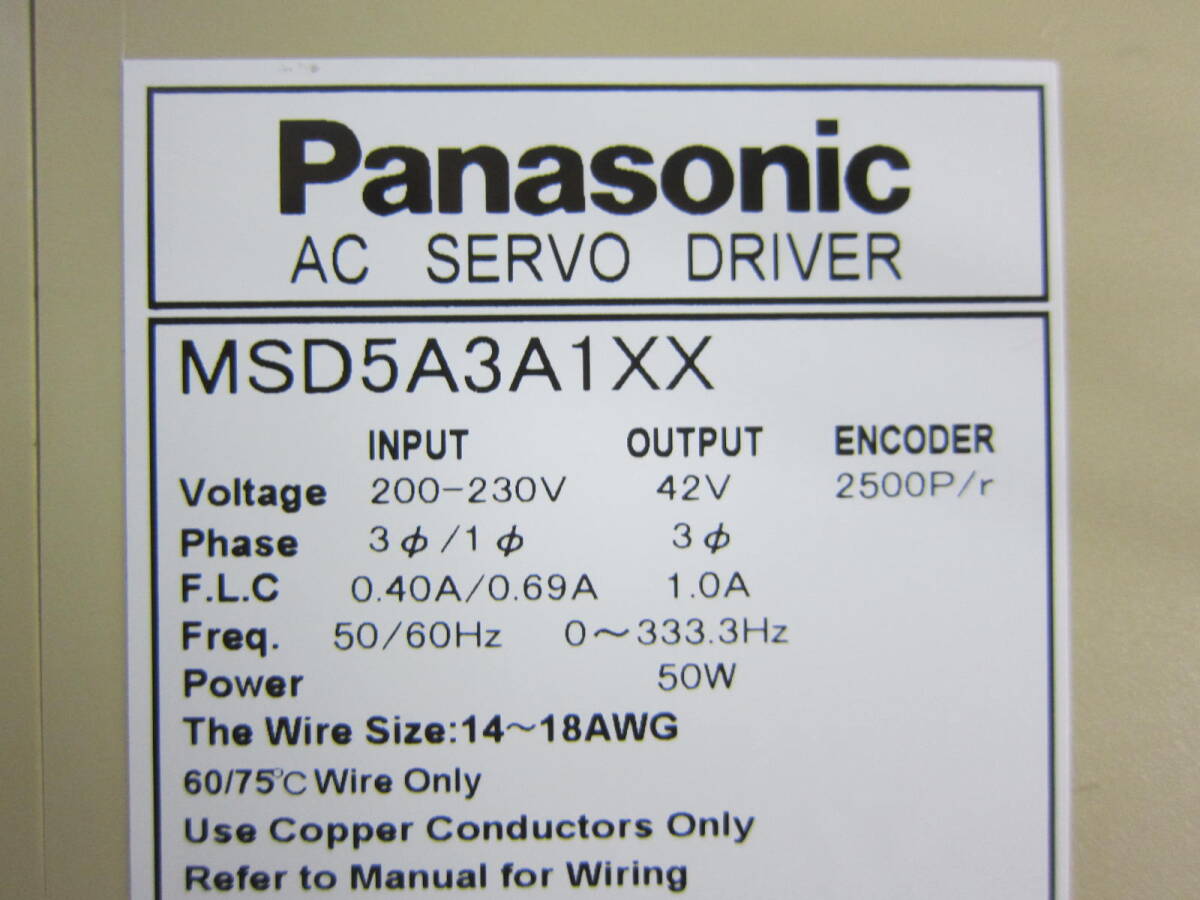 Panasonic
AC SERVO DRIVER
MSD5A3A1XX
INPUT OUTPUT ENCODER
Voltage 200-230V 42V 2500P/r
Phase 3φ/1φ 3φ
F.L.C 0.40A/0.69A 1.0A
Freq. 50/60Hz 0～333.3Hz
Power 50W
The Wire Size:14～18AWG
60/75℃ Wire Only
Use Copper Conductors Only
Refer to Manual for Wiring